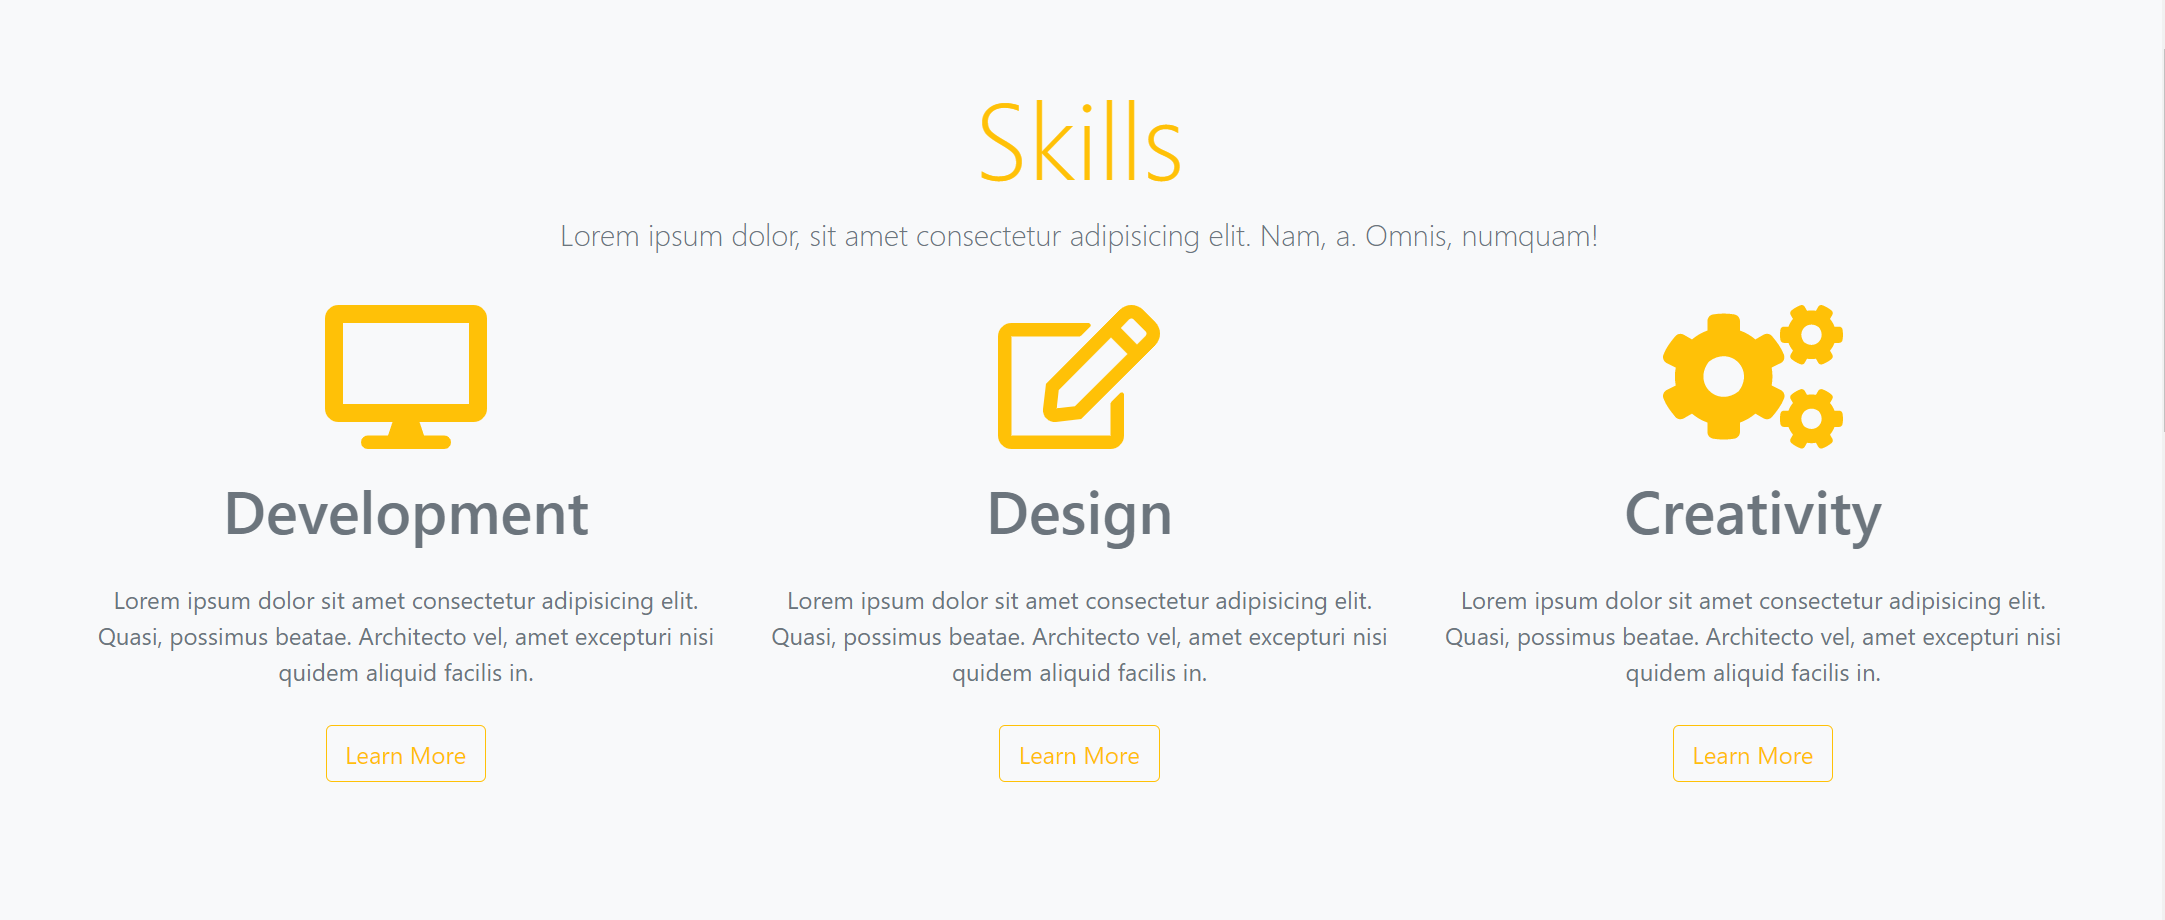 Skills
Lorem ipsum dolor, sit amet consectetur adipisicing elit. Nam, a. Omnis, numquam!
Development
Lorem ipsum dolor sit amet consectetur adipisicing elit.
Quasi, possimus beatae. Architecto vel, amet excepturi nisi
quidem aliquid facilis in.
Learn More
Design
Lorem ipsum dolor sit amet consectetur adipisicing elit.
Quasi, possimus beatae. Architecto vel, amet excepturi nisi
quidem aliquid facilis in.
Learn More
Creativity
Lorem ipsum dolor sit amet consectetur adipisicing elit.
Quasi, possimus beatae. Architecto vel, amet excepturi nisi
quidem aliquid facilis in.
Learn More